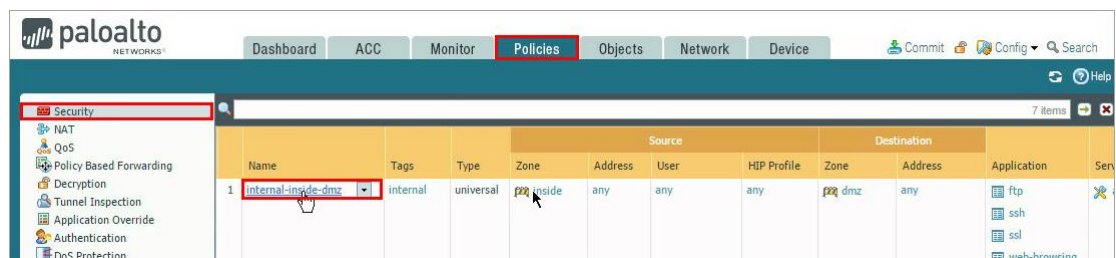 paloalto
NETWORKS®
Dashboard ACC Monitor Policies Objects Network Device Commit Config Search
Help
Security 7 items
NAT
QoS
Policy Based Forwarding
Decryption
Tunnel Inspection
Application Override
Authentication
DoS Protection
Source Destination
Name Tags Type Zone Address User HIP Profile Zone Address Application
1 internal-inside-dmz internal universal inside any any any dmz any ftp
ssh
ssl
web-browsing